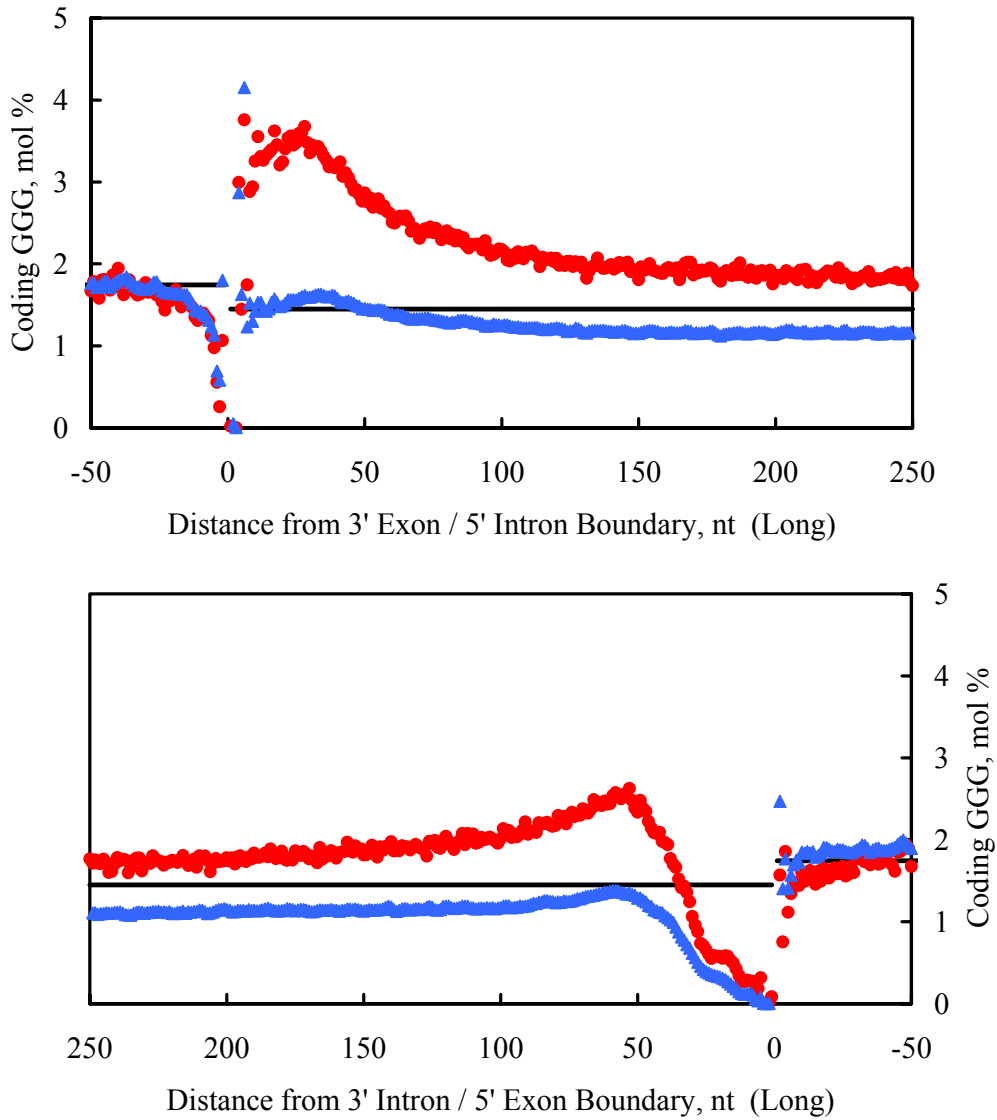 5
4
3
2
1
0
Coding GGG, mol %
-50 0 50 100 150 200 250
Distance from 3' Exon / 5' Intron Boundary, nt (Long)
5
4
3
2
1
0
Coding GGG, mol %
250 200 150 100 50 0 -50
Distance from 3' Intron / 5' Exon Boundary, nt (Long)